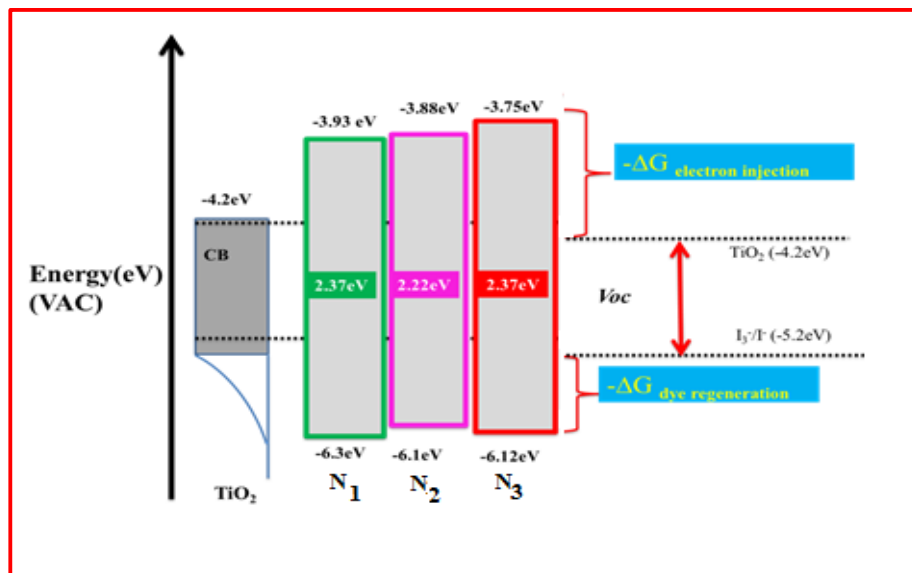 -3.93 eV
-3.88eV
-3.75eV
-ΔG electron injection
-4.2eV
CB
TiO₂ (-4.2eV)
Energy(eV)
(VAC)
2.37eV
2.22eV
2.37eV
Voc
I₃⁻/I⁻ (-5.2eV)
-ΔG dye regeneration
-6.3eV
-6.1eV
-6.12eV
TiO₂
N₁
N₂
N₃